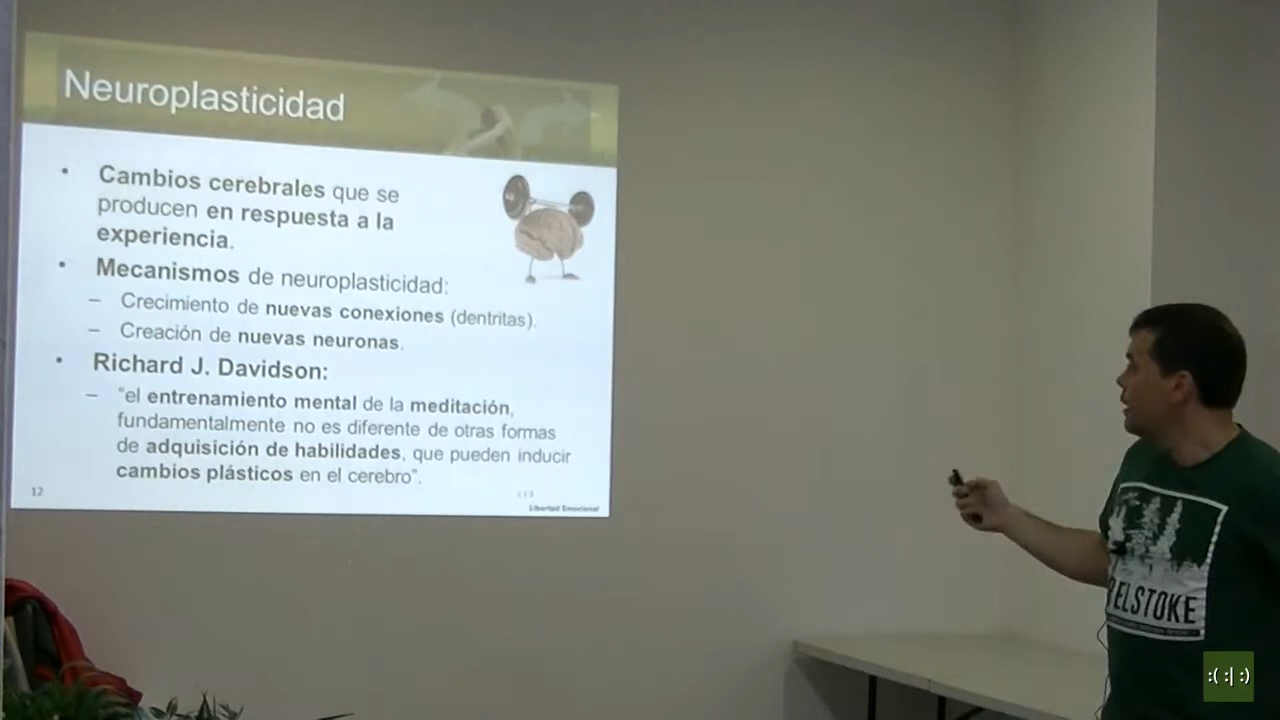 Neuroplasticidad
• Cambios cerebrales que se
producen en respuesta a la
experiencia.
• Mecanismos de neuroplasticidad:
– Crecimiento de nuevas conexiones (dentritas).
– Creación de nuevas neuronas.
• Richard J. Davidson:
– “el entrenamiento mental de la meditación,
fundamentalmente no es diferente de otras formas
de adquisición de habilidades, que pueden inducir
cambios plásticos en el cerebro”.
12
Libertad Emocional
ELSTOKE
:( :| :)